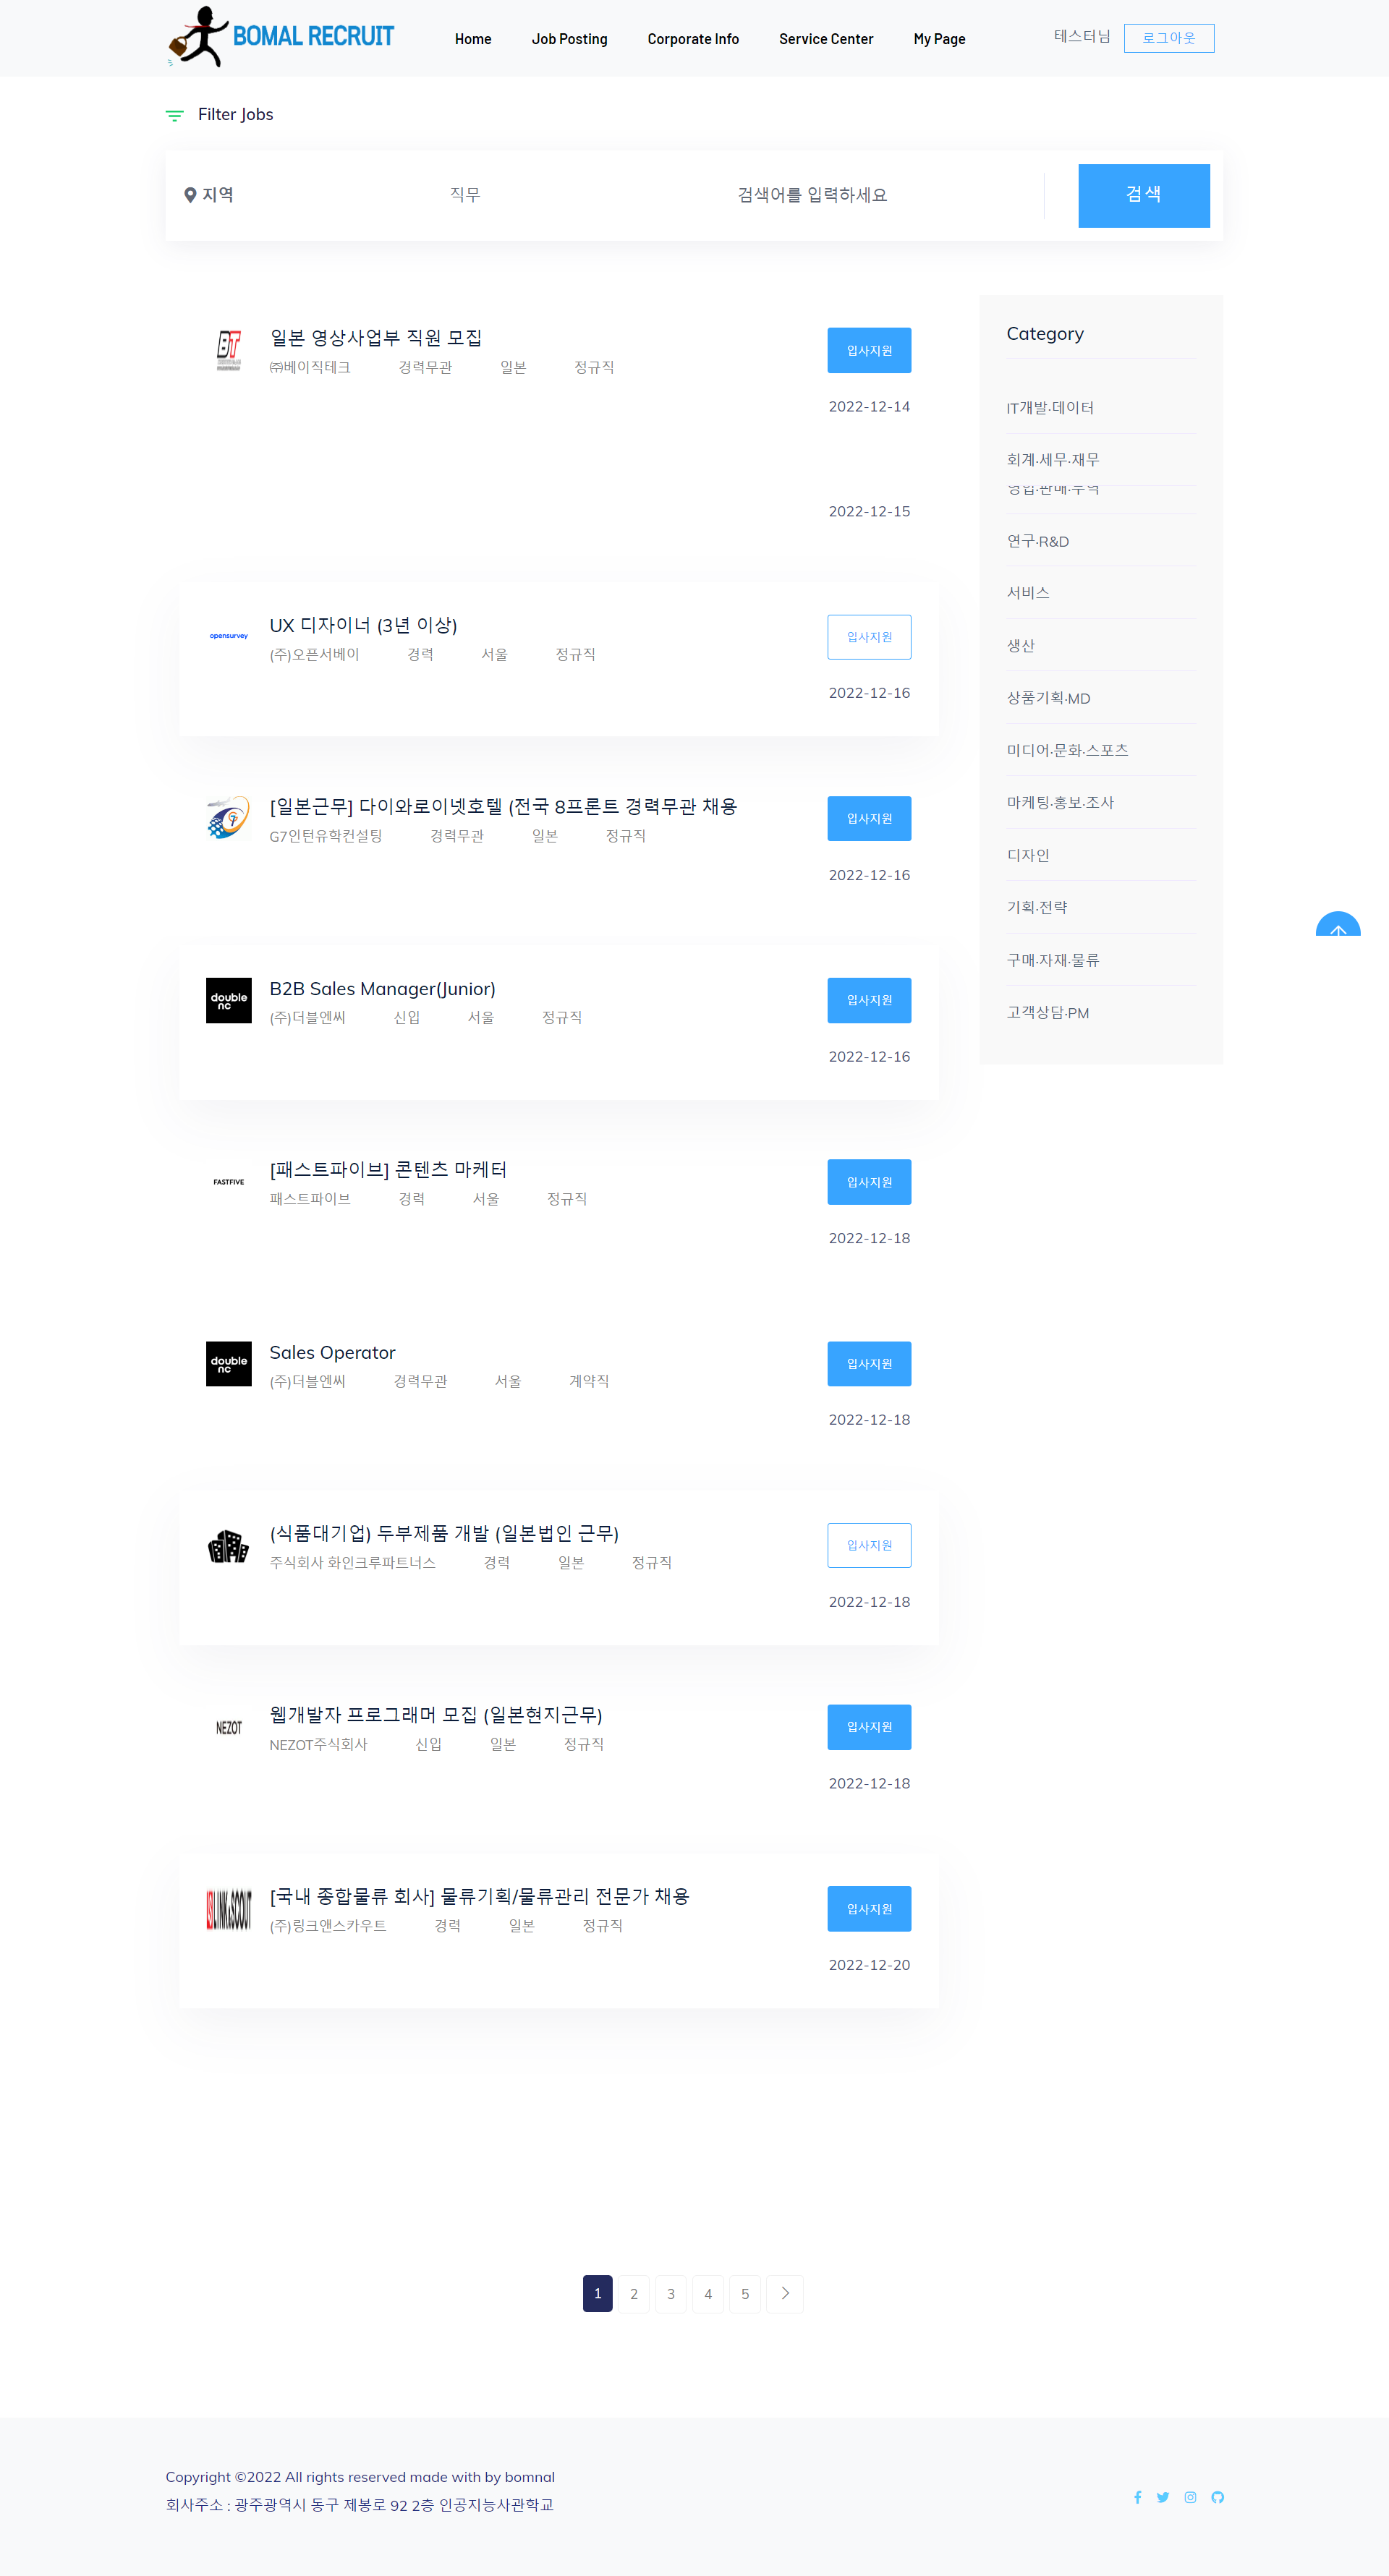 BOMAL RECRUIT
Home Job Posting Corporate Info Service Center My Page
테스터님 로그아웃
Filter Jobs
지역 직무 검색어를 입력하세요 검색
BT
일본 영상사업부 직원 모집
입사지원
㈜베이직테크 경력무관 일본 정규직
2022-12-14
2022-12-15
opensurvey
UX 디자이너 (3년 이상)
입사지원
(주)오픈서베이 경력 서울 정규직
2022-12-16
[일본근무] 다이와로이넷호텔 (전국 8프론트 경력무관 채용
입사지원
G7인턴유학컨설팅 경력무관 일본 정규직
2022-12-16
double nc
B2B Sales Manager(Junior)
입사지원
(주)더블엔씨 신입 서울 정규직
2022-12-16
FASTFIVE
[패스트파이브] 콘텐츠 마케터
입사지원
패스트파이브 경력 서울 정규직
2022-12-18
double nc
Sales Operator
입사지원
(주)더블엔씨 경력무관 서울 계약직
2022-12-18
(식품대기업) 두부제품 개발 (일본법인 근무)
입사지원
주식회사 화인크루파트너스 경력 일본 정규직
2022-12-18
NEZOT
웹개발자 프로그래머 모집 (일본현지근무)
입사지원
NEZOT주식회사 신입 일본 정규직
2022-12-18
LINK&SCOUT
[국내 종합물류 회사] 물류기획/물류관리 전문가 채용
입사지원
(주)링크앤스카우트 경력 일본 정규직
2022-12-20
Category
IT개발·데이터
회계·세무·재무
영업·판매·무역
연구·R&D
서비스
생산
상품기획·MD
미디어·문화·스포츠
마케팅·홍보·조사
디자인
기획·전략
구매·자재·물류
고객상담·PM
1 2 3 4 5
Copyright ©2022 All rights reserved made with by bomnal
회사주소 : 광주광역시 동구 제봉로 92 2층 인공지능사관학교